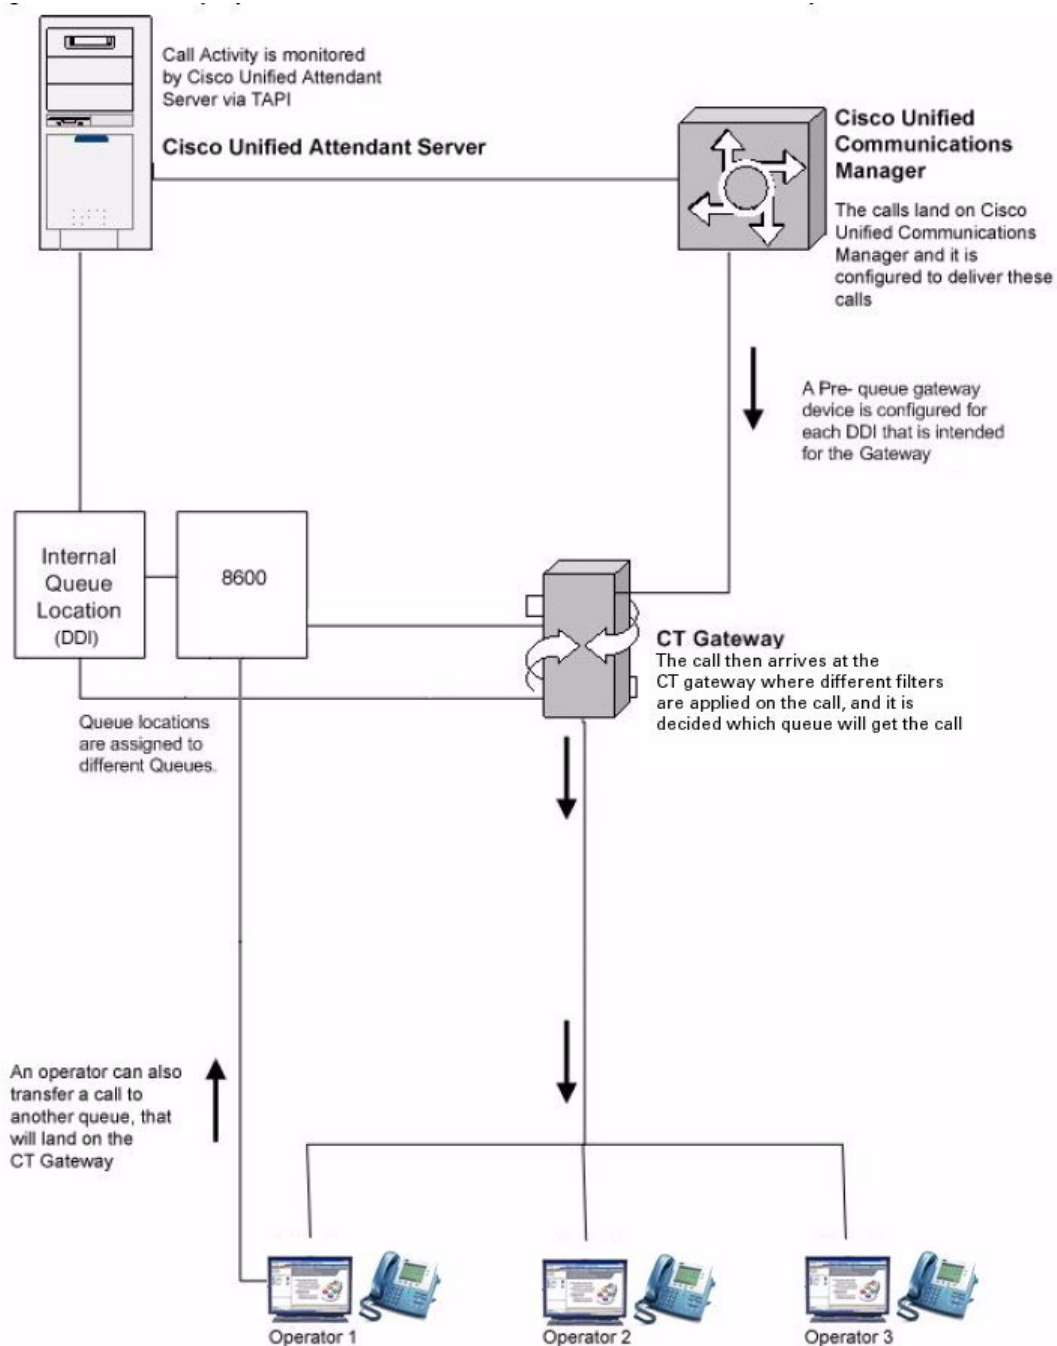 Call Activity is monitored
by Cisco Unified Attendant
Server via TAPI
Cisco Unified Attendant Server
Cisco Unified
Communications
Manager
The calls land on Cisco
Unified Communications
Manager and it is
configured to deliver these
calls
A Pre- queue gateway
device is configured for
each DDI that is intended
for the Gateway
Internal
Queue
Location
(DDI)
8600
CT Gateway
The call then arrives at the
CT gateway where different filters
are applied on the call, and it is
decided which queue will get the call
Queue locations
are assigned to
different Queues.
An operator can also
transfer a call to
another queue, that
will land on the
CT Gateway
Operator 1
Operator 2
Operator 3